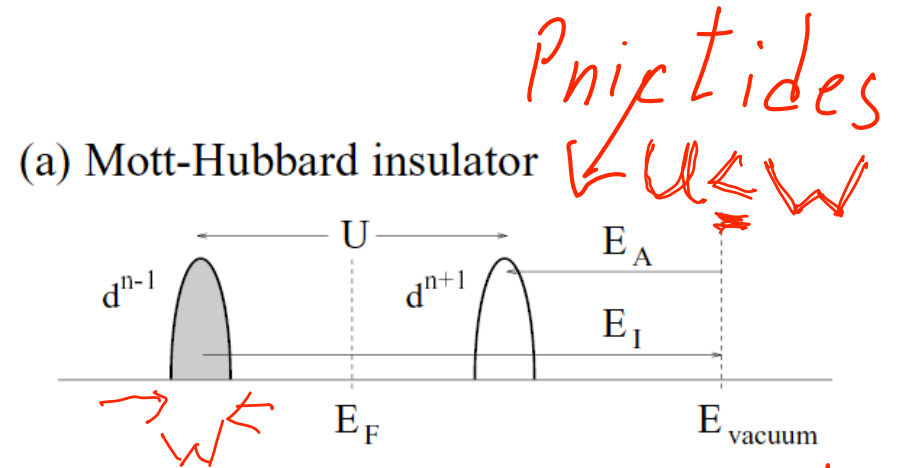 Pnictides
(a) Mott-Hubbard insulator
U ≤ W
U
E_A
d^{n-1}
d^{n+1}
E_I
W
E_F
E_vacuum